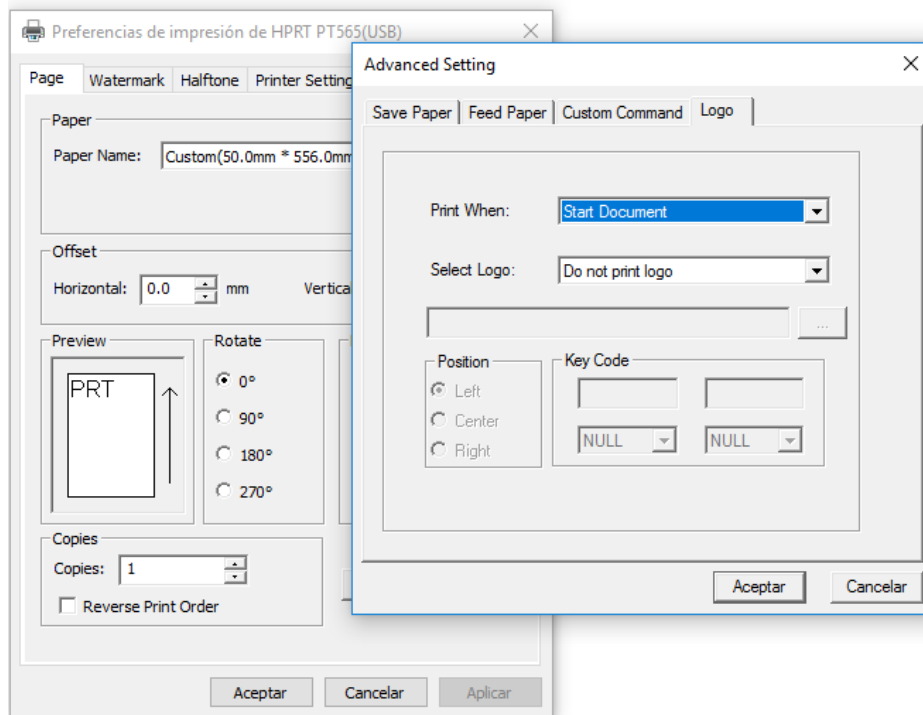 Preferencias de impresión de HPRT PT565(USB)
Page Watermark Halftone Printer Setting
Paper
Paper Name: Custom(50.0mm * 556.0mm
Offset
Horizontal: 0.0 mm
Preview
PRT
Rotate
0°
90°
180°
270°
Copies
Copies: 1
Reverse Print Order
Aceptar Cancelar Aplicar
Advanced Setting
Save Paper Feed Paper Custom Command Logo
Print When: Start Document
Select Logo: Do not print logo
...
Position
Left
Center
Right
Key Code
NULL NULL
Aceptar Cancelar